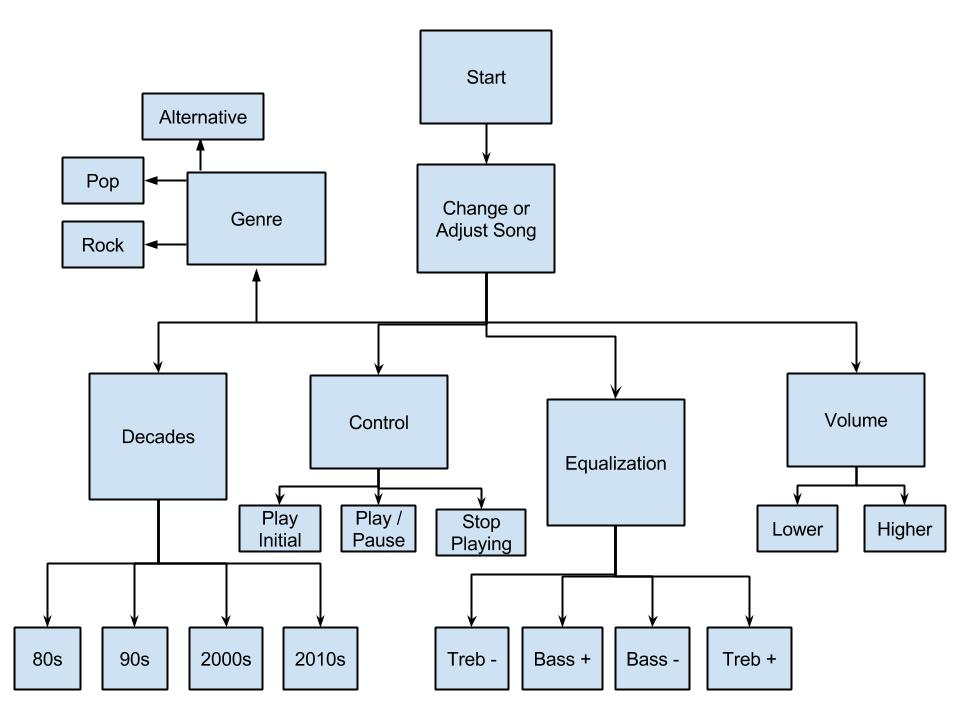 Start
Alternative
Pop
Genre
Rock
Change or
Adjust Song
Decades
Control
Equalization
Volume
Play
Initial
Play /
Pause
Stop
Playing
Lower
Higher
80s
90s
2000s
2010s
Treb -
Bass +
Bass -
Treb +